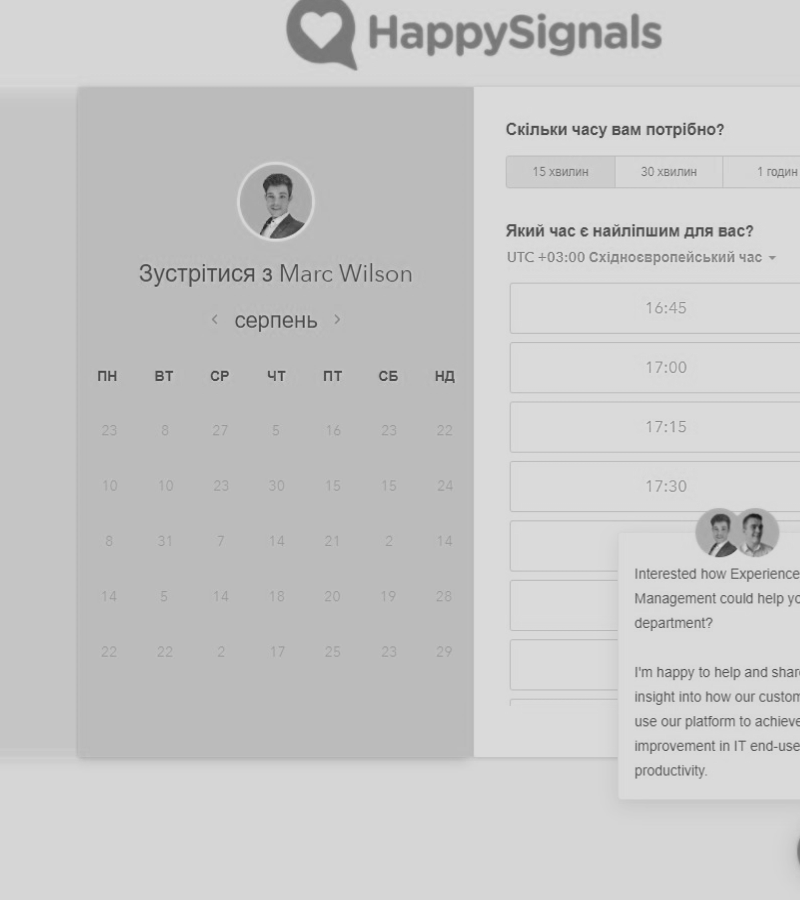 HappySignals
Зустрітися з Marc Wilson
серпень
ПН ВТ СР ЧТ ПТ СБ НД
23 8 27 5 16 23 22
10 10 23 30 15 15 24
8 31 7 14 21 2 14
14 5 14 18 20 19 28
22 22 2 17 25 23 29
Скільки часу вам потрібно?
15 хвилин 30 хвилин 1 годин
Який час є найліпшим для вас?
UTC +03:00 Східноєвропейський час
16:45
17:00
17:15
17:30
Interested how Experience
Management could help yo
department?
I'm happy to help and share
insight into how our custom
use our platform to achieve
improvement in IT end-use
productivity.